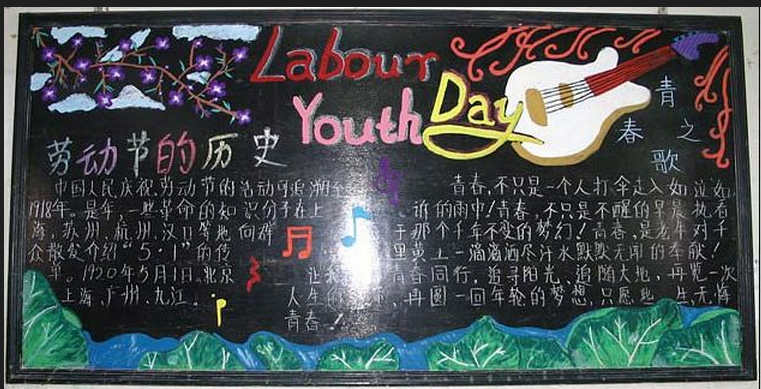 Labour
Youth Day
青春之歌
劳动节的历史
中国人民庆祝劳动节的活动可追溯至
1918年。是年,一些革命的知识分子在上
海、苏州、杭州、汉口等地向群
众散发介绍“5·1”的传
单。1920年5月1日,北京
上海、广州、九江、
青春,不只是一个人打伞走入如泣如
谁的雨中!青春,不只是不醒的早晨执看
那个千年不变的梦幻!青春,是老牛对千
里黄土一滴滴洒尽汗水默默无闻的奉献!
让 青春同行,追寻阳光、追随大地,再览一次
人生的 再圆一回年轮的梦想,只愿些 生无悔
青春!